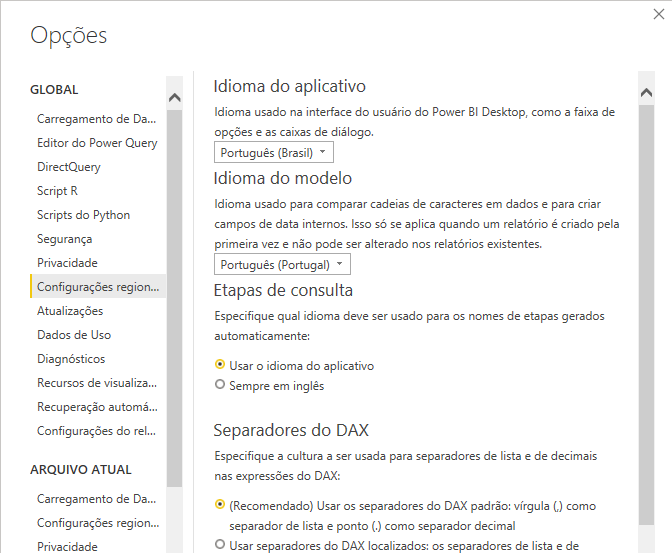 Opções
GLOBAL
Carregamento de Da...
Editor do Power Query
DirectQuery
Script R
Scripts do Python
Segurança
Privacidade
Configurações region...
Atualizações
Dados de Uso
Diagnósticos
Recursos de visualiza...
Recuperação automá...
Configurações do rel...
ARQUIVO ATUAL
Carregamento de Da...
Configurações region...
Privacidade
Idioma do aplicativo
Idioma usado na interface do usuário do Power BI Desktop, como a faixa de
opções e as caixas de diálogo.
Português (Brasil)
Idioma do modelo
Idioma usado para comparar cadeias de caracteres em dados e para criar
campos de data internos. Isso só se aplica quando um relatório é criado pela
primeira vez e não pode ser alterado nos relatórios existentes.
Português (Portugal)
Etapas de consulta
Especifique qual idioma deve ser usado para os nomes de etapas gerados
automaticamente:
Usar o idioma do aplicativo
Sempre em inglês
Separadores do DAX
Especifique a cultura a ser usada para separadores de lista e de decimais
nas expressões do DAX:
(Recomendado) Usar os separadores do DAX padrão: vírgula (,) como
separador de lista e ponto (.) como separador decimal
Usar separadores do DAX localizados: os separadores de lista e de